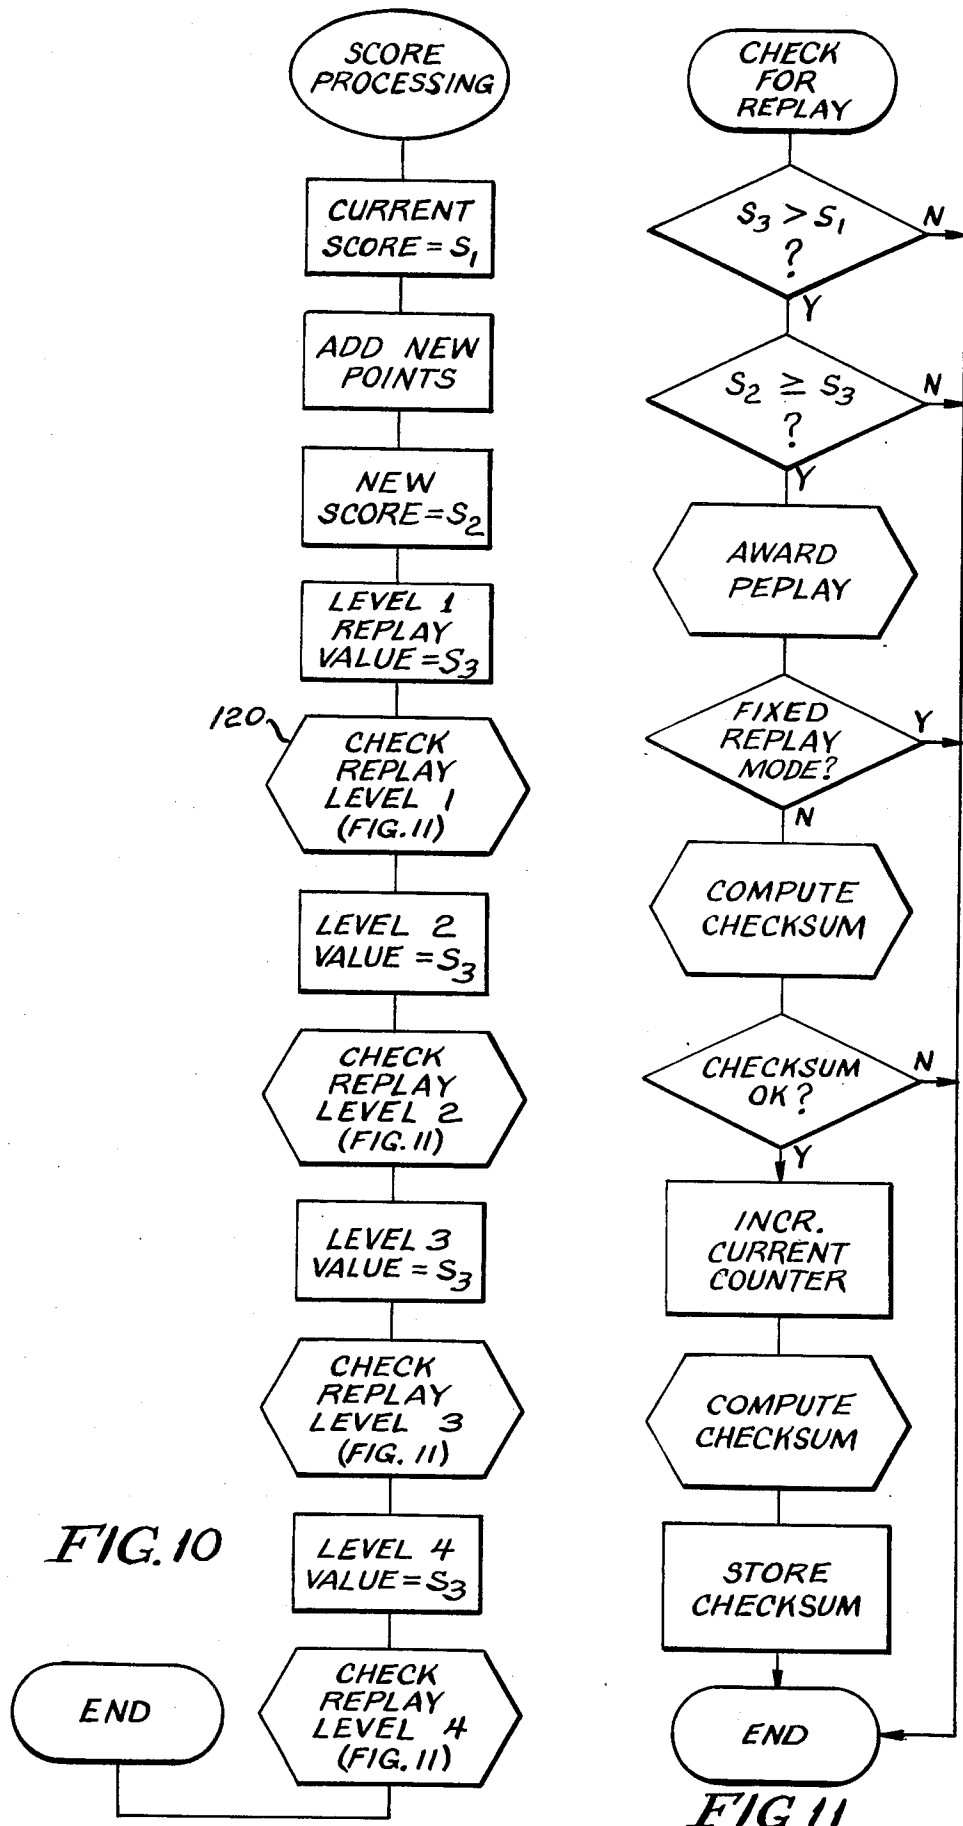 SCORE
PROCESSING
CURRENT
SCORE = S₁
ADD NEW
POINTS
NEW
SCORE = S₂
LEVEL 1
REPLAY
VALUE = S₃
120
CHECK
REPLAY
LEVEL 1
(FIG. 11)
LEVEL 2
VALUE = S₃
CHECK
REPLAY
LEVEL 2
(FIG. 11)
LEVEL 3
VALUE = S₃
CHECK
REPLAY
LEVEL 3
(FIG. 11)
LEVEL 4
VALUE = S₃
CHECK
REPLAY
LEVEL 4
(FIG. 11)
END
FIG. 10
CHECK
FOR
REPLAY
S₃ > S₁
?
N
Y
S₂ ≥ S₃
?
N
Y
AWARD
PEPLAY
FIXED
REPLAY
MODE?
Y
N
COMPUTE
CHECKSUM
CHECKSUM
OK?
N
Y
INCR.
CURRENT
COUNTER
COMPUTE
CHECKSUM
STORE
CHECKSUM
END
FIG 11